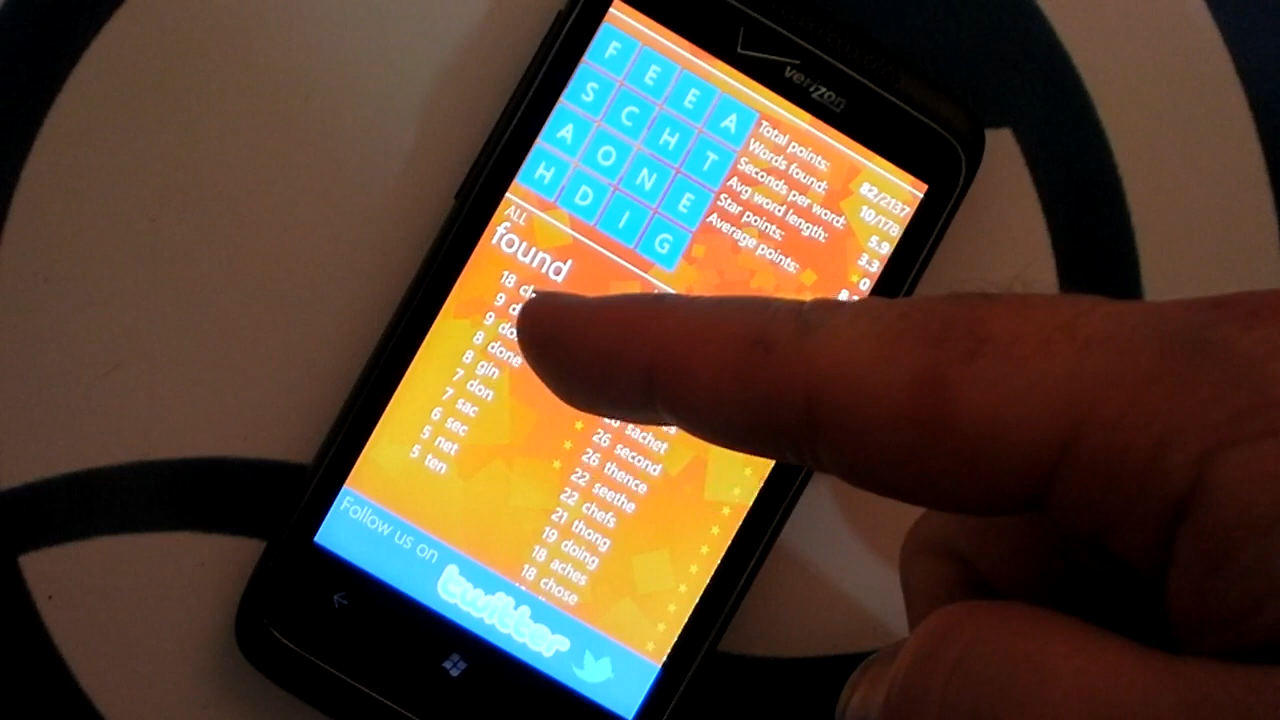 verizon
F E E A
S C H T
A O N E
H D I G
Total points: 82/2137
Words found: 10/178
Seconds per word: 5.9
Avg word length: 3.3
Star points: 0
Average points:
ALL
found
18
9
9
8 done
8 gin
7 don
7 sac
6 sec
5 net
5 ten
sachet
26 second
26 thence
22 seethe
22 chefs
21 thong
19 doing
18 aches
18 chose
Follow us on
twitter